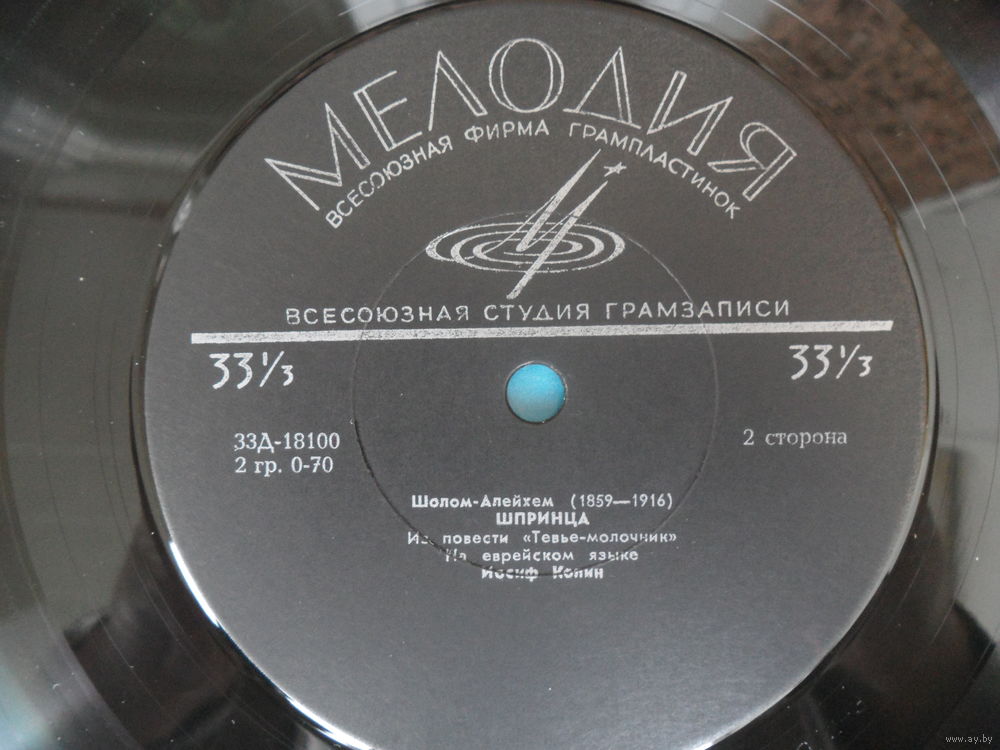 МЕЛОДИЯ
ВСЕСОЮЗНАЯ ФИРМА ГРАМПЛАСТИНОК
ВСЕСОЮЗНАЯ СТУДИЯ ГРАМЗАПИСИ
33⅓ 33⅓
33Д-18100
2 гр. 0-70
2 сторона
Шолом-Алейхем (1859—1916)
ШПРИНЦА
Из повести «Тевье-молочник»
На еврейском языке
Иосиф Колин
www.ay.by